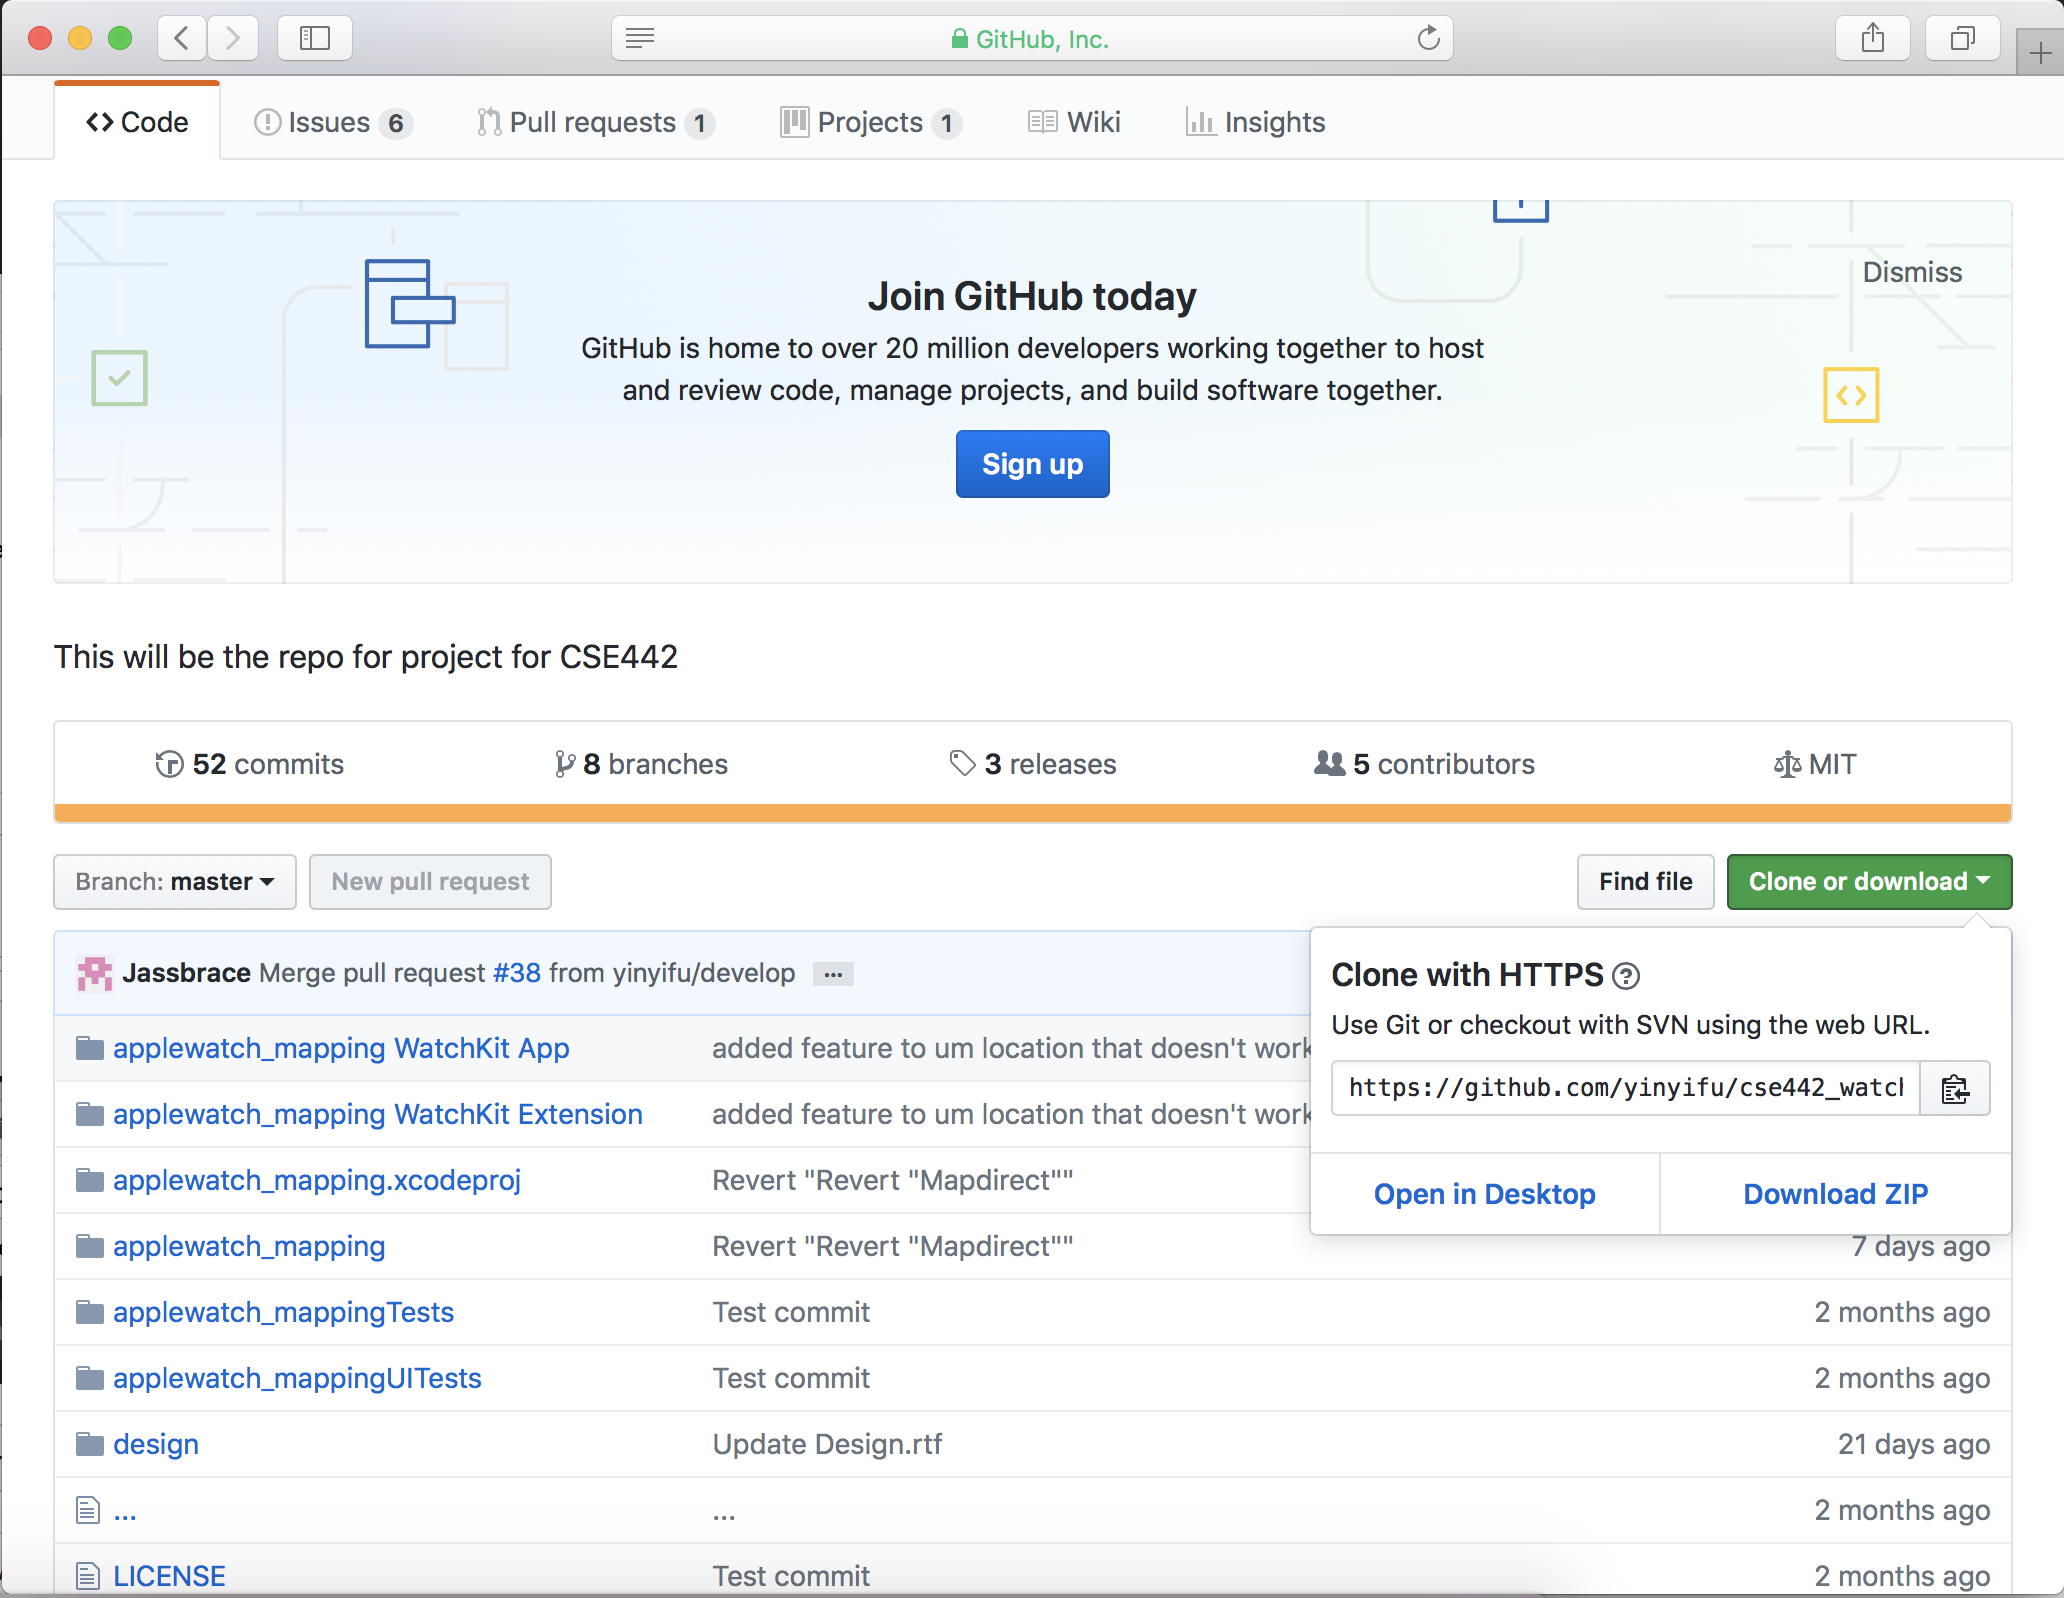 GitHub, Inc.
Code Issues 6 Pull requests 1 Projects 1 Wiki Insights
Dismiss
Join GitHub today
GitHub is home to over 20 million developers working together to host
and review code, manage projects, and build software together.
Sign up
This will be the repo for project for CSE442
52 commits 8 branches 3 releases 5 contributors MIT
Branch: master New pull request Find file Clone or download
Jassbrace Merge pull request #38 from yinyifu/develop ...
Clone with HTTPS
Use Git or checkout with SVN using the web URL.
https://github.com/yinyifu/cse442_watch
Open in Desktop Download ZIP
applewatch_mapping WatchKit App added feature to um location that doesn't work
applewatch_mapping WatchKit Extension added feature to um location that doesn't work
applewatch_mapping.xcodeproj Revert "Revert "Mapdirect""
applewatch_mapping Revert "Revert "Mapdirect"" 7 days ago
applewatch_mappingTests Test commit 2 months ago
applewatch_mappingUITests Test commit 2 months ago
design Update Design.rtf 21 days ago
... ... 2 months ago
LICENSE Test commit 2 months ago